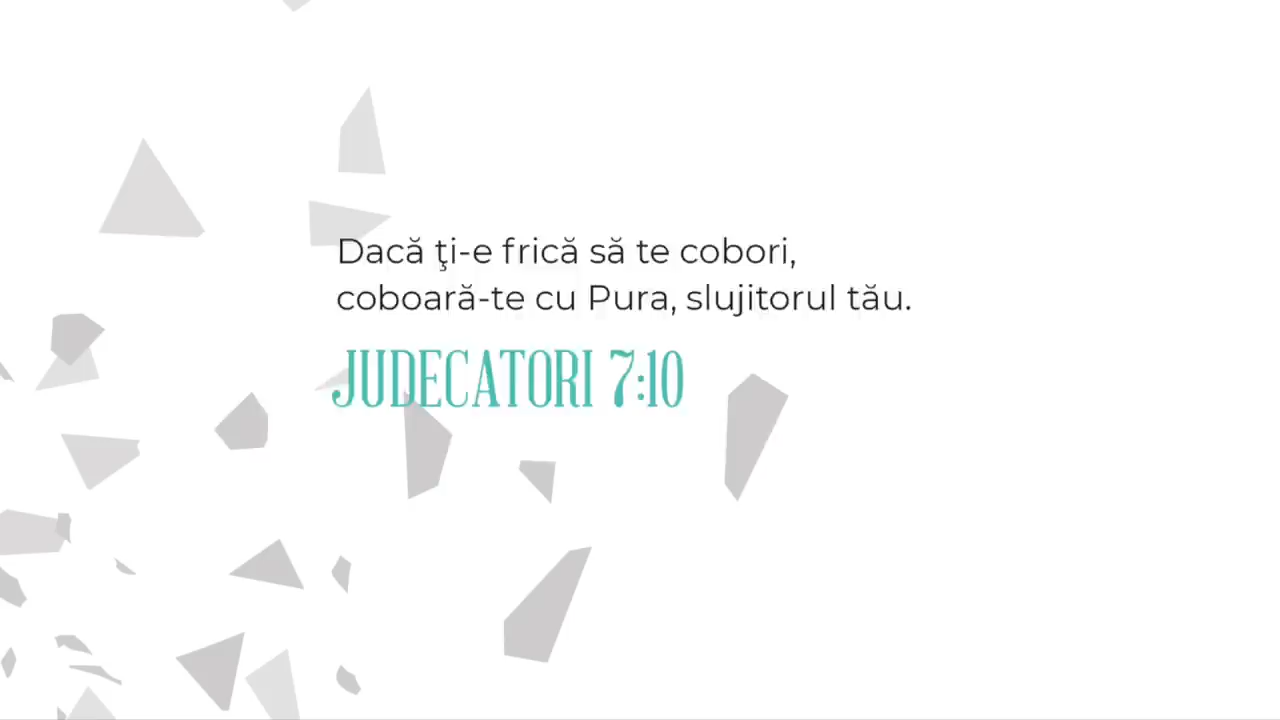 Dacă ţi-e frică să te cobori,
coboară-te cu Pura, slujitorul tău.
JUDECATORI 7:10